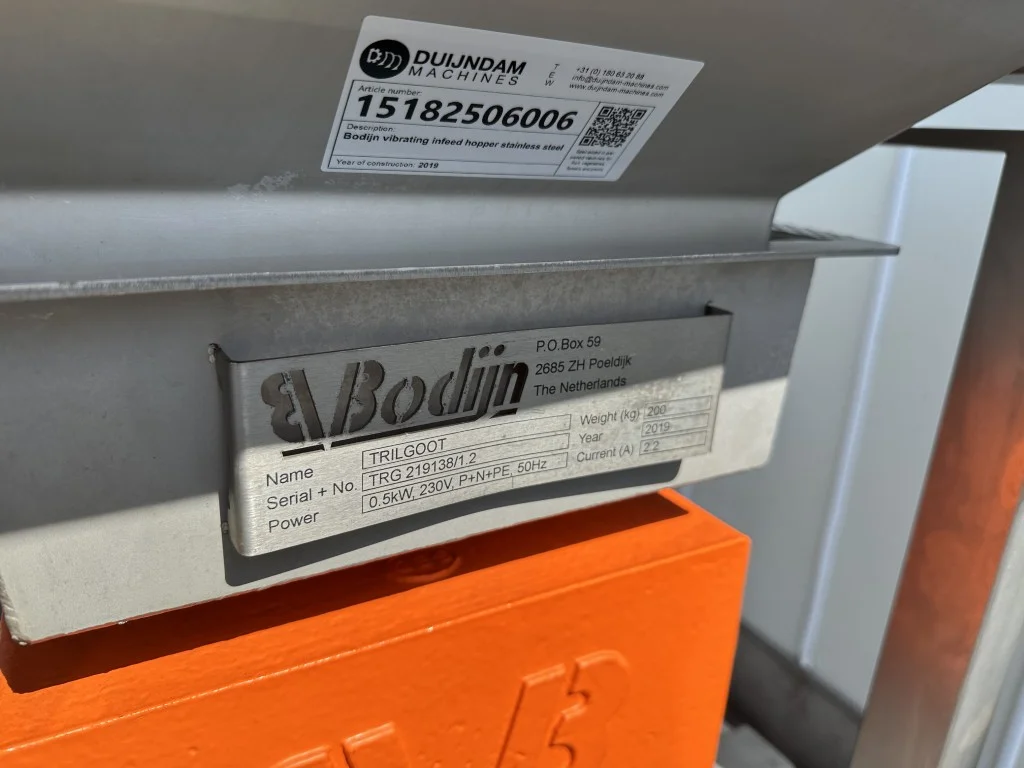 DUIJNDAM
MACHINES
T +31 (0) 180 63 20 88
E info@duijndam-machines.com
W www.duijndam-machines.com
Article number:
15182506006
Description:
Bodijn vibrating infeed hopper stainless steel
Year of construction: 2019
Bodijn
P.O.Box 59
2685 ZH Poeldijk
The Netherlands
Name TRILGOOT
Serial + No. TRG 219138/1.2
Power 0.5kW, 230V, P+N+PE, 50Hz
Weight (kg) 200
Year 2019
Current (A) 2.2